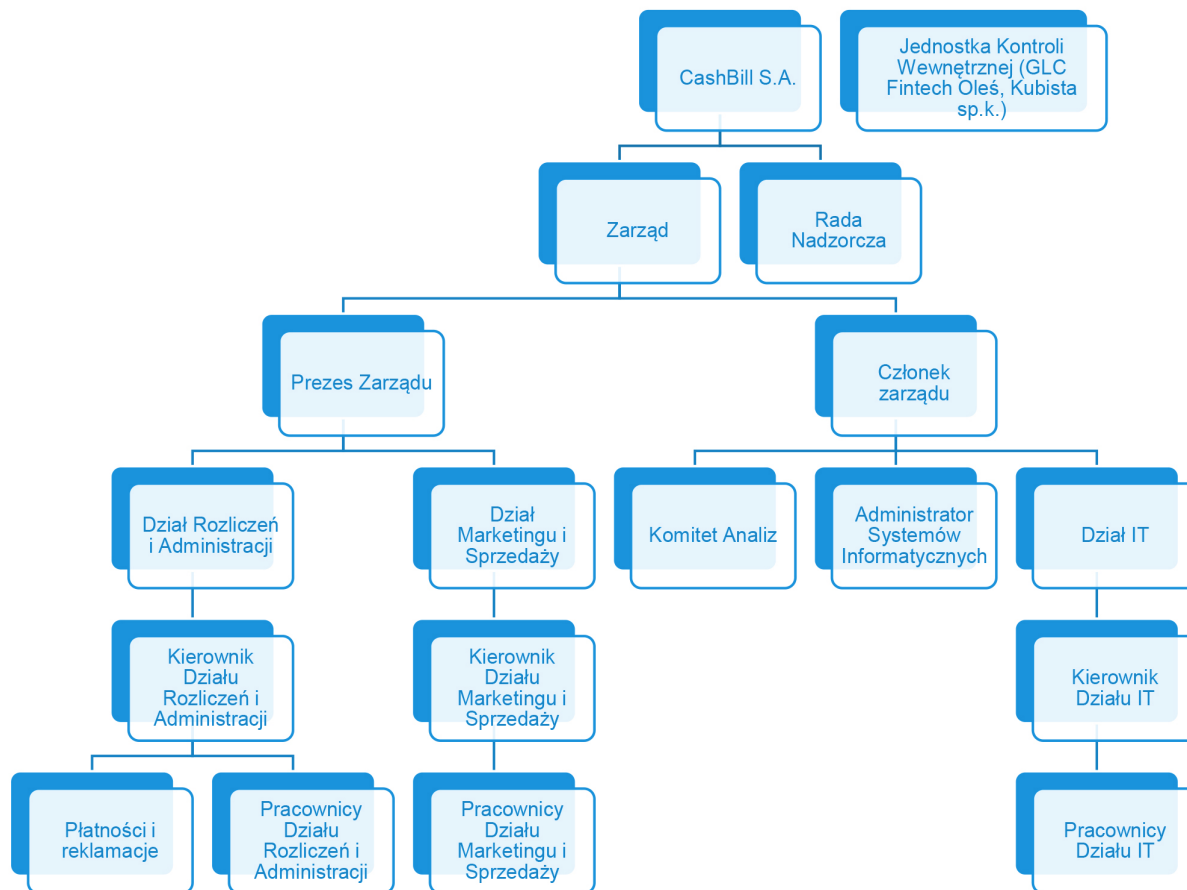 CashBill S.A.
Jednostka Kontroli
Wewnętrznej (GLC
Fintech Oleś, Kubista
sp.k.)
Zarząd
Rada
Nadzorcza
Prezes Zarządu
Członek
zarządu
Dział Rozliczeń
i Administracji
Dział
Marketingu i
Sprzedaży
Komitet Analiz
Administrator
Systemów
Informatycznych
Dział IT
Kierownik
Działu
Rozliczeń i
Administracji
Kierownik
Działu
Marketingu i
Sprzedaży
Kierownik
Działu IT
Płatności i
reklamacje
Pracownicy
Działu
Rozliczeń i
Administracji
Pracownicy
Działu
Marketingu i
Sprzedaży
Pracownicy
Działu IT